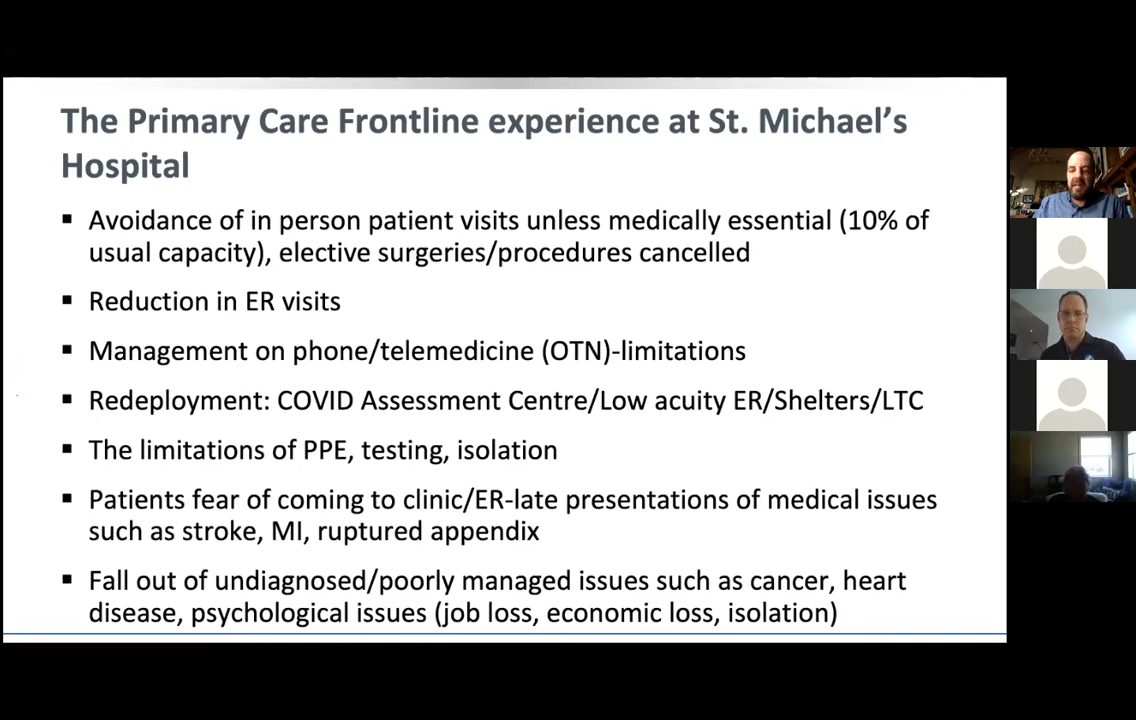 The Primary Care Frontline experience at St. Michael's
Hospital
▪ Avoidance of in person patient visits unless medically essential (10% of
usual capacity), elective surgeries/procedures cancelled
▪ Reduction in ER visits
▪ Management on phone/telemedicine (OTN)-limitations
▪ Redeployment: COVID Assessment Centre/Low acuity ER/Shelters/LTC
▪ The limitations of PPE, testing, isolation
▪ Patients fear of coming to clinic/ER-late presentations of medical issues
such as stroke, MI, ruptured appendix
▪ Fall out of undiagnosed/poorly managed issues such as cancer, heart
disease, psychological issues (job loss, economic loss, isolation)